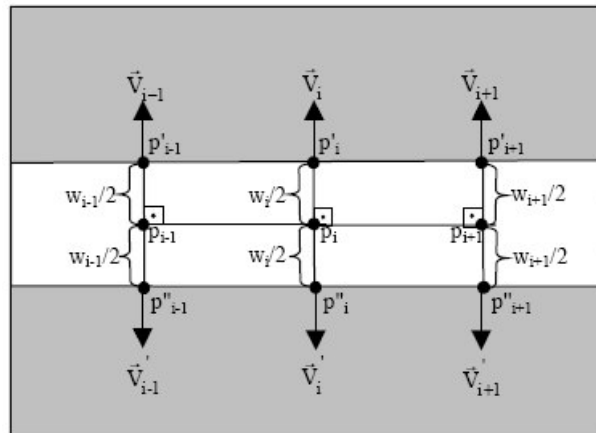 V⃗ᵢ₋₁ V⃗ᵢ V⃗ᵢ₊₁
p'ᵢ₋₁ p'ᵢ p'ᵢ₊₁
wᵢ₋₁/2 wᵢ/2 wᵢ₊₁/2
pᵢ₋₁ pᵢ pᵢ₊₁
wᵢ₋₁/2 wᵢ/2 wᵢ₊₁/2
p"ᵢ₋₁ p"ᵢ p"ᵢ₊₁
V⃗'ᵢ₋₁ V⃗'ᵢ V⃗'ᵢ₊₁